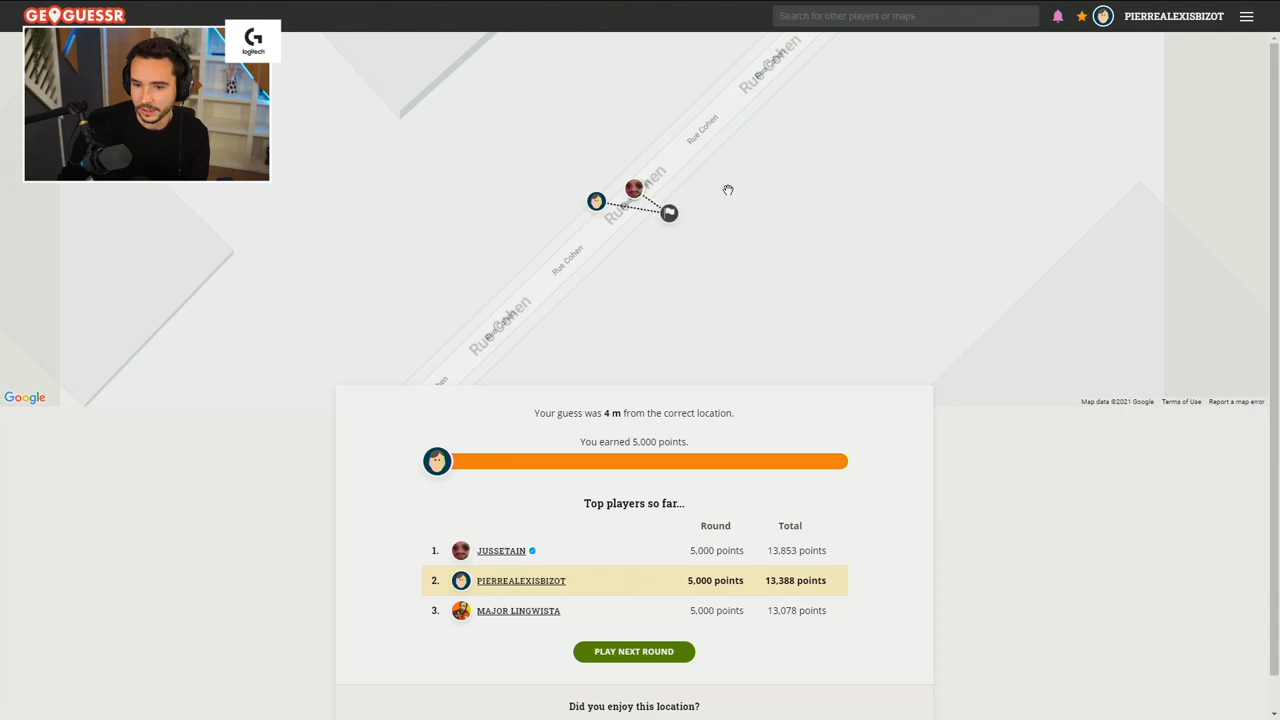 GEOGUESSR
Search for other players or maps
PIERREALEXISBIZOT
logitech
Rue Cohen
Rue Cohen
Rue Cohen
Rue Cohen
Rue Cohen
Google
Map data ©2021 Google
Terms of Use
Report a map error
Your guess was 4 m from the correct location.
You earned 5,000 points.
Top players so far...
Round Total
1. JUSSETAIN 5,000 points 13,853 points
2. PIERREALEXISBIZOT 5,000 points 13,388 points
3. MAJOR LINGWISTA 5,000 points 13,078 points
PLAY NEXT ROUND
Did you enjoy this location?